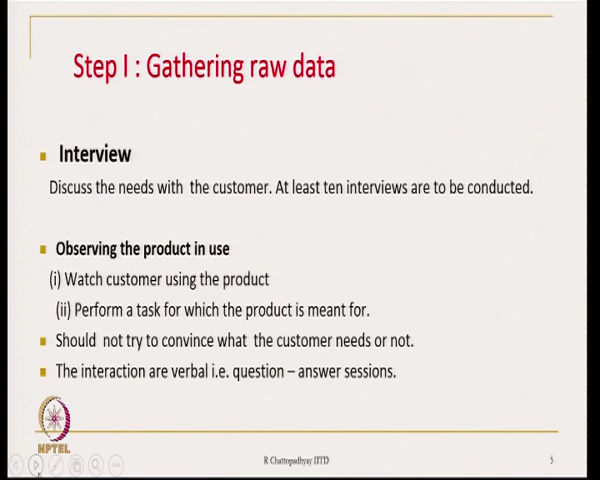 Step I : Gathering raw data
Interview
Discuss the needs with the customer. At least ten interviews are to be conducted.
Observing the product in use
(i) Watch customer using the product
(ii) Perform a task for which the product is meant for.
Should not try to convince what the customer needs or not.
The interaction are verbal i.e. question – answer sessions.
NPTEL
R Chattopadhyay IITD
5